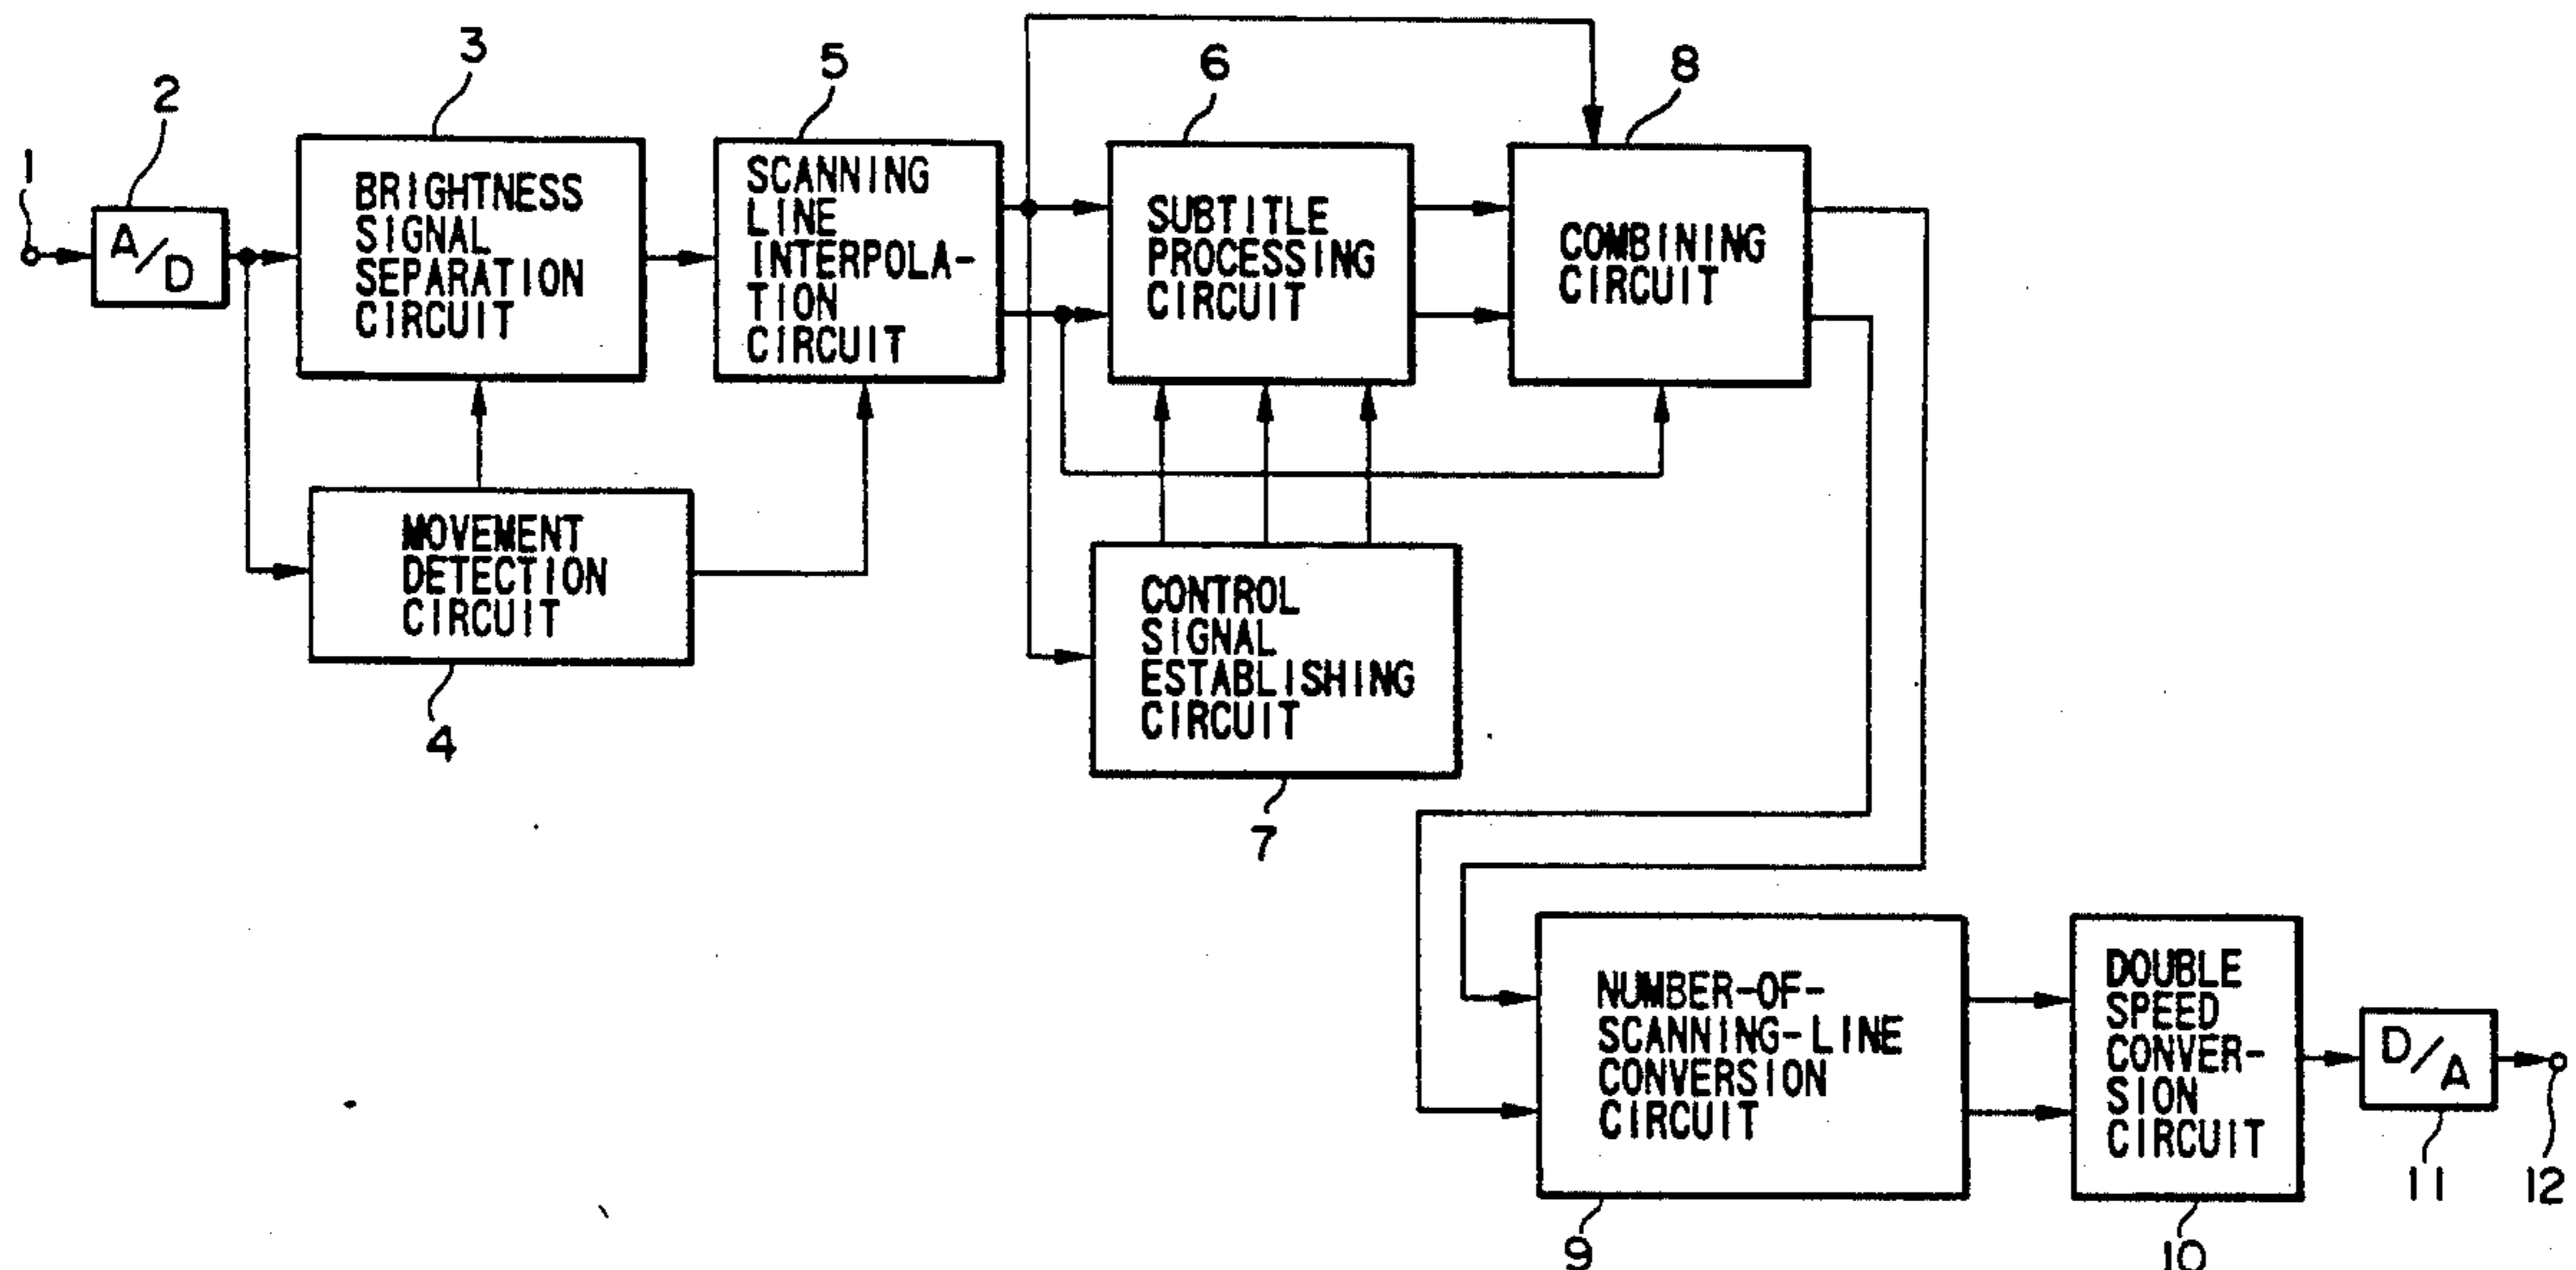 1
2
A/D
3
BRIGHTNESS
SIGNAL
SEPARATION
CIRCUIT
4
MOVEMENT
DETECTION
CIRCUIT
5
SCANNING
LINE
INTERPOLA-
TION
CIRCUIT
6
SUBTITLE
PROCESSING
CIRCUIT
7
CONTROL
SIGNAL
ESTABLISHING
CIRCUIT
8
COMBINING
CIRCUIT
9
NUMBER-OF-
SCANNING-LINE
CONVERSION
CIRCUIT
10
DOUBLE
SPEED
CONVER-
SION
CIRCUIT
11
D/A
12